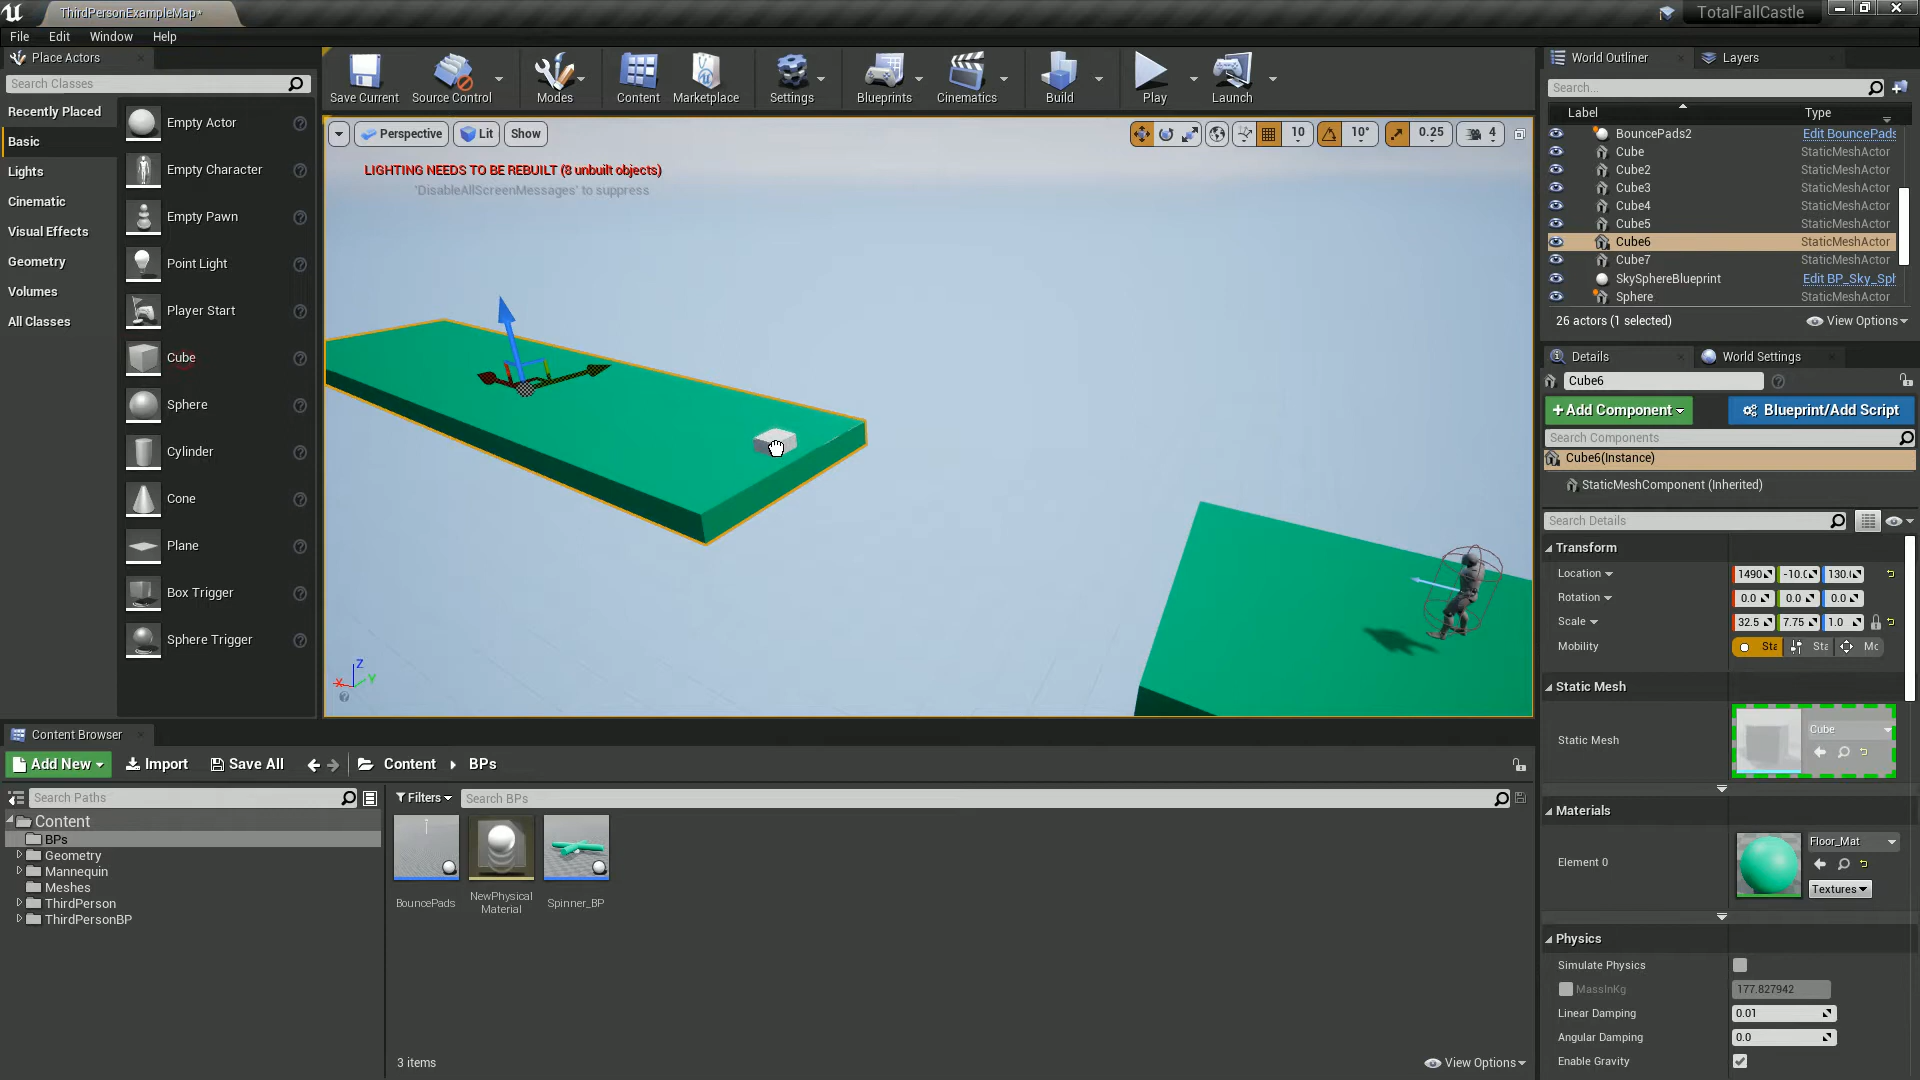 ThirdPersonExampleMap*
TotalFallCastle
File Edit Window Help
Place Actors
Search Classes
Recently Placed
Basic
Lights
Cinematic
Visual Effects
Geometry
Volumes
All Classes
Empty Actor
Empty Character
Empty Pawn
Point Light
Player Start
Cube
Sphere
Cylinder
Cone
Plane
Box Trigger
Sphere Trigger
Save Current Source Control Modes Content Marketplace Settings Blueprints Cinematics Build Play Launch
Perspective Lit Show 10 10° 0.25 4
LIGHTING NEEDS TO BE REBUILT (8 unbuilt objects)
'DisableAllScreenMessages' to suppress
Z
X Y
World Outliner Layers
Search...
Label Type
BouncePads2 Edit BouncePads
Cube StaticMeshActor
Cube2 StaticMeshActor
Cube3 StaticMeshActor
Cube4 StaticMeshActor
Cube5 StaticMeshActor
Cube6 StaticMeshActor
Cube7 StaticMeshActor
SkySphereBlueprint Edit BP_Sky_Sph
Sphere StaticMeshActor
26 actors (1 selected) View Options
Details World Settings
Cube6
+Add Component Blueprint/Add Script
Search Components
Cube6(Instance)
StaticMeshComponent (Inherited)
Search Details
Transform
Location 1490 -10.0 130.0
Rotation 0.0 0.0 0.0
Scale 32.5 7.75 1.0
Mobility Sta Sta Mo
Static Mesh
Static Mesh Cube
Materials
Element 0 Floor_Mat
Textures
Physics
Simulate Physics
MassInKg 177.827942
Linear Damping 0.01
Angular Damping 0.0
Enable Gravity
Content Browser
Add New Import Save All Content BPs
Search Paths
Filters Search BPs
Content
BPs
Geometry
Mannequin
Meshes
ThirdPerson
ThirdPersonBP
BouncePads
NewPhysical
Material
Spinner_BP
3 items View Options